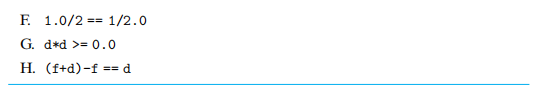 F. 1.0/2 == 1/2.0
G. d*d >= 0.0
H. (f+d)-f == d